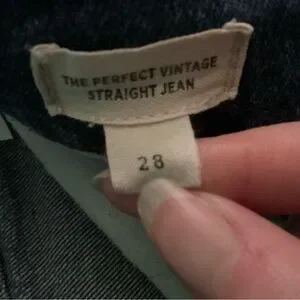 THE PERFECT VINTAGE
STRAIGHT JEAN
28